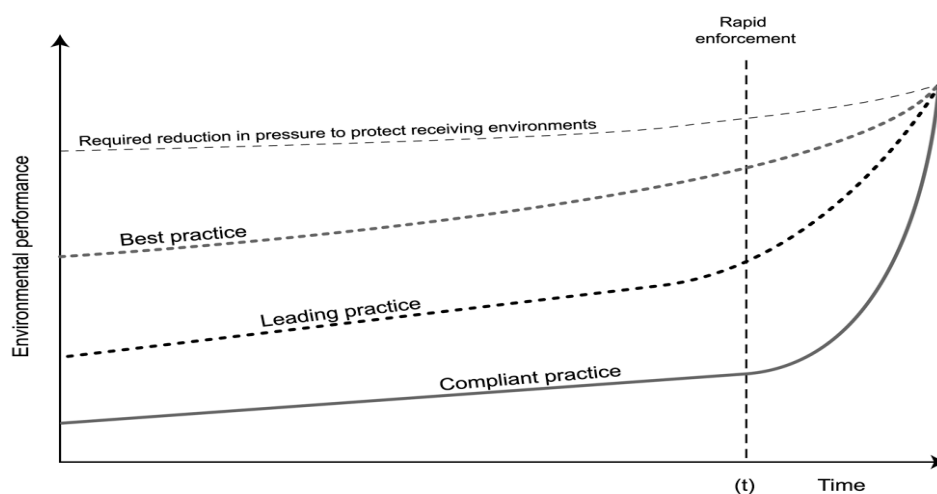 Rapid
enforcement
Required reduction in pressure to protect receiving environments
Best practice
Leading practice
Compliant practice
Environmental performance
(t)
Time